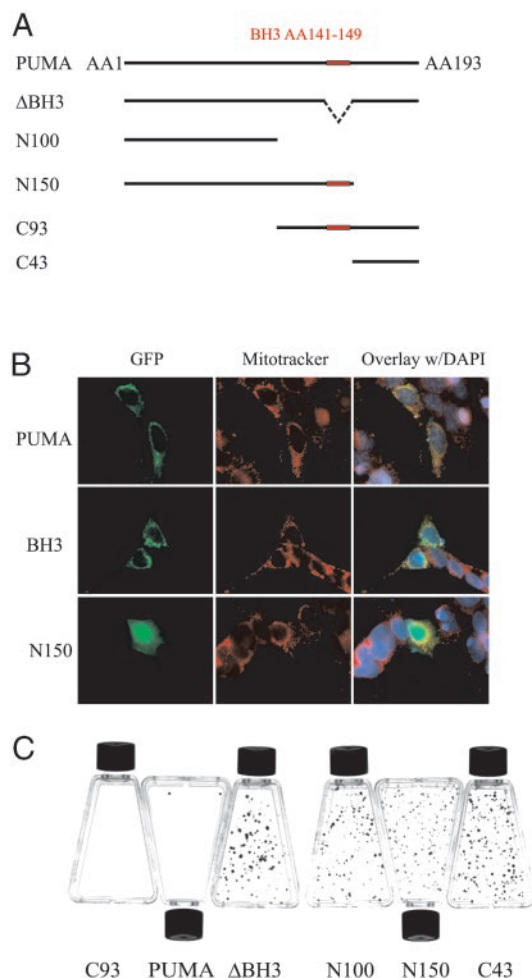 A
BH3 AA141-149
PUMA AA1 AA193
ΔBH3
N100
N150
C93
C43
B
GFP Mitotracker Overlay w/DAPI
PUMA
BH3
N150
C
C93 PUMA ΔBH3 N100 N150 C43